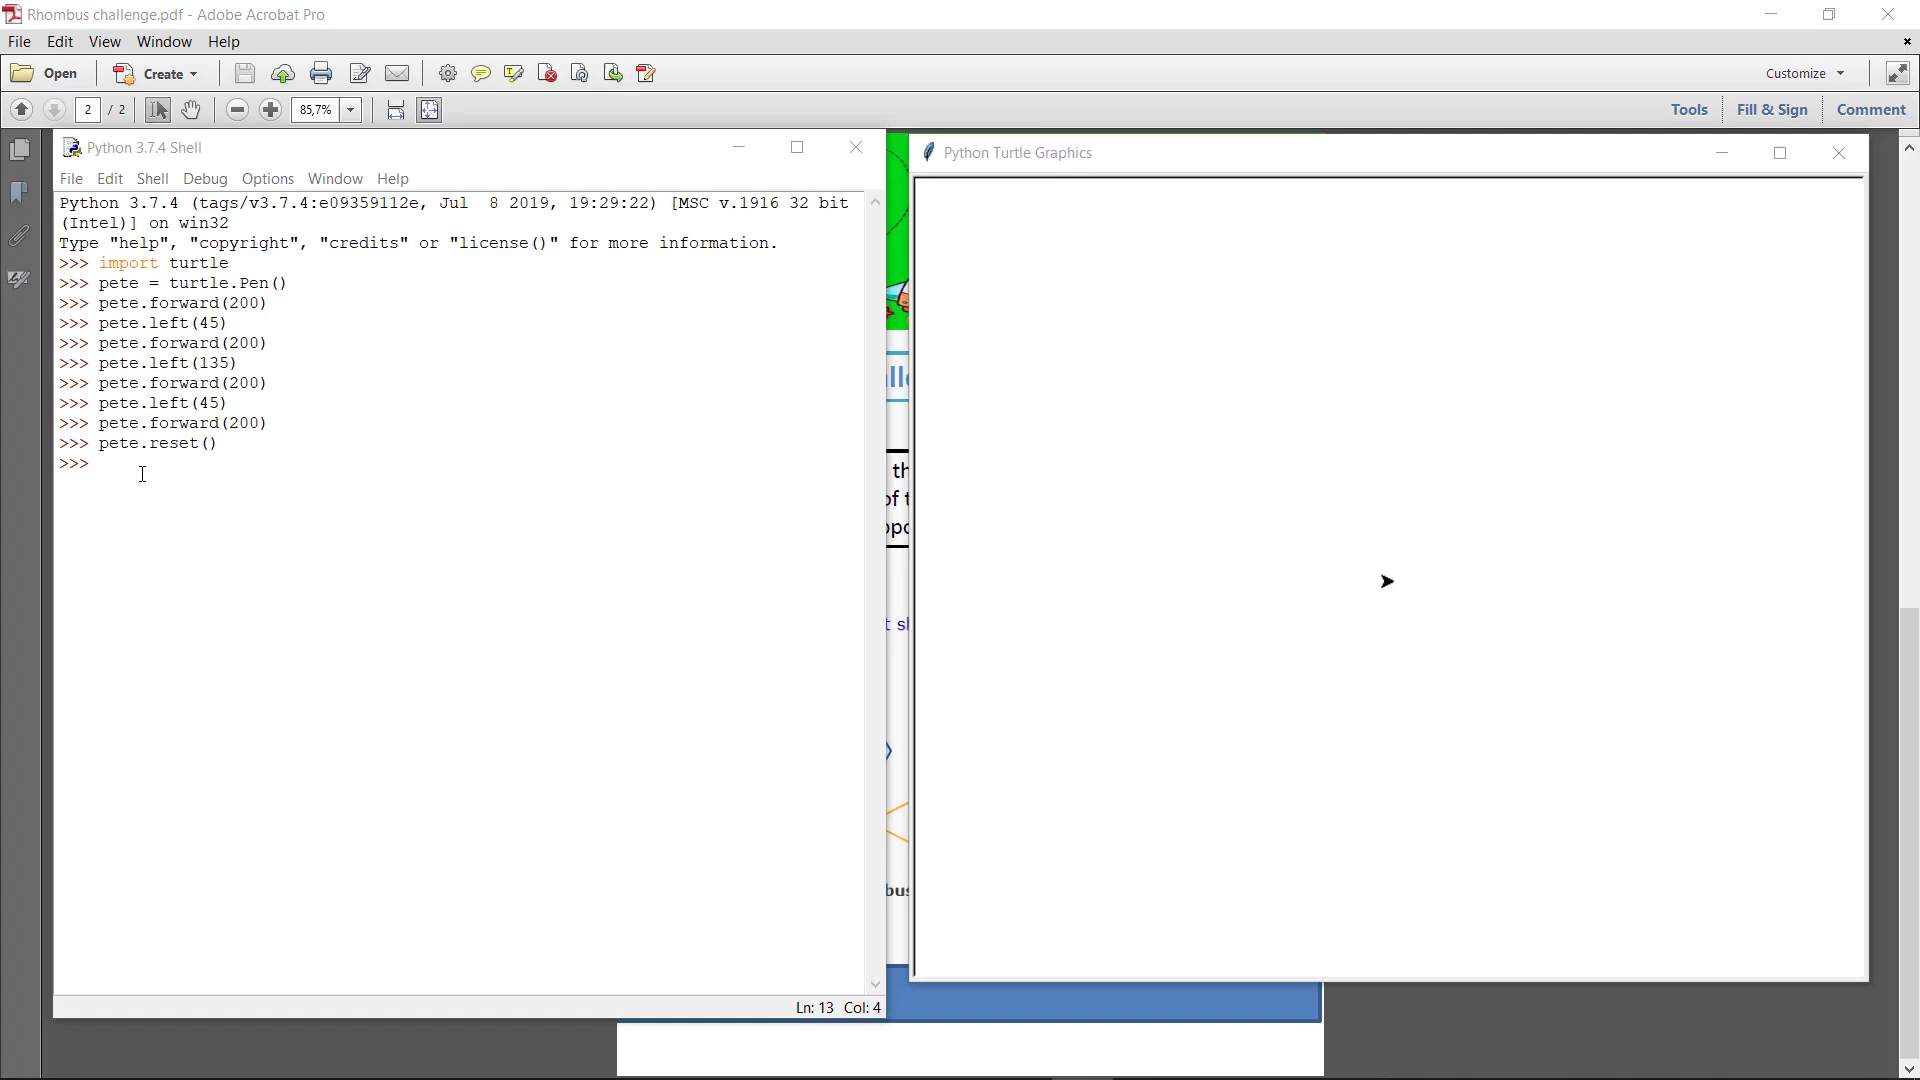 Rhombus challenge.pdf - Adobe Acrobat Pro
File Edit View Window Help
Open Create Customize
2 / 2 85,7% Tools Fill & Sign Comment
Python 3.7.4 Shell
File Edit Shell Debug Options Window Help
Python 3.7.4 (tags/v3.7.4:e09359112e, Jul  8 2019, 19:29:22) [MSC v.1916 32 bit
(Intel)] on win32
Type "help", "copyright", "credits" or "license()" for more information.
>>> import turtle
>>> pete = turtle.Pen()
>>> pete.forward(200)
>>> pete.left(45)
>>> pete.forward(200)
>>> pete.left(135)
>>> pete.forward(200)
>>> pete.left(45)
>>> pete.forward(200)
>>> pete.reset()
>>>
Ln: 13 Col: 4
Python Turtle Graphics